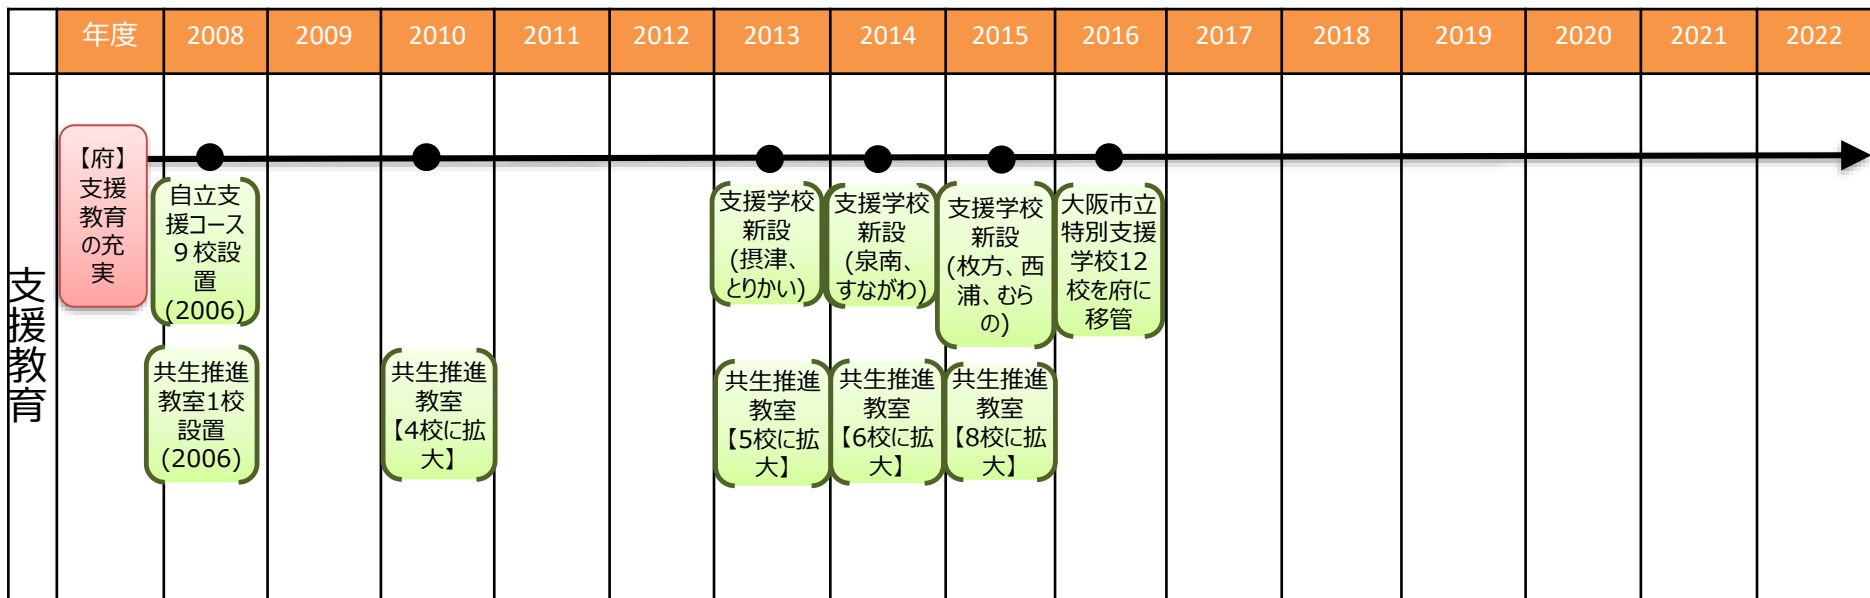 年度 2008 2009 2010 2011 2012 2013 2014 2015 2016 2017 2018 2019 2020 2021 2022
支援教育
【府】
支援
教育
の充
実
自立支
援コース
９校設
置
(2006)
共生推進
教室1校
設置
(2006)
共生推進
教室
【4校に拡
大】
支援学校
新設
(摂津、
とりかい)
共生推進
教室
【5校に拡
大】
支援学校
新設
(泉南、
すながわ)
共生推進
教室
【6校に拡
大】
支援学校
新設
(枚方、西
浦、むら
の)
共生推進
教室
【8校に拡
大】
大阪市立
特別支援
学校12
校を府に
移管